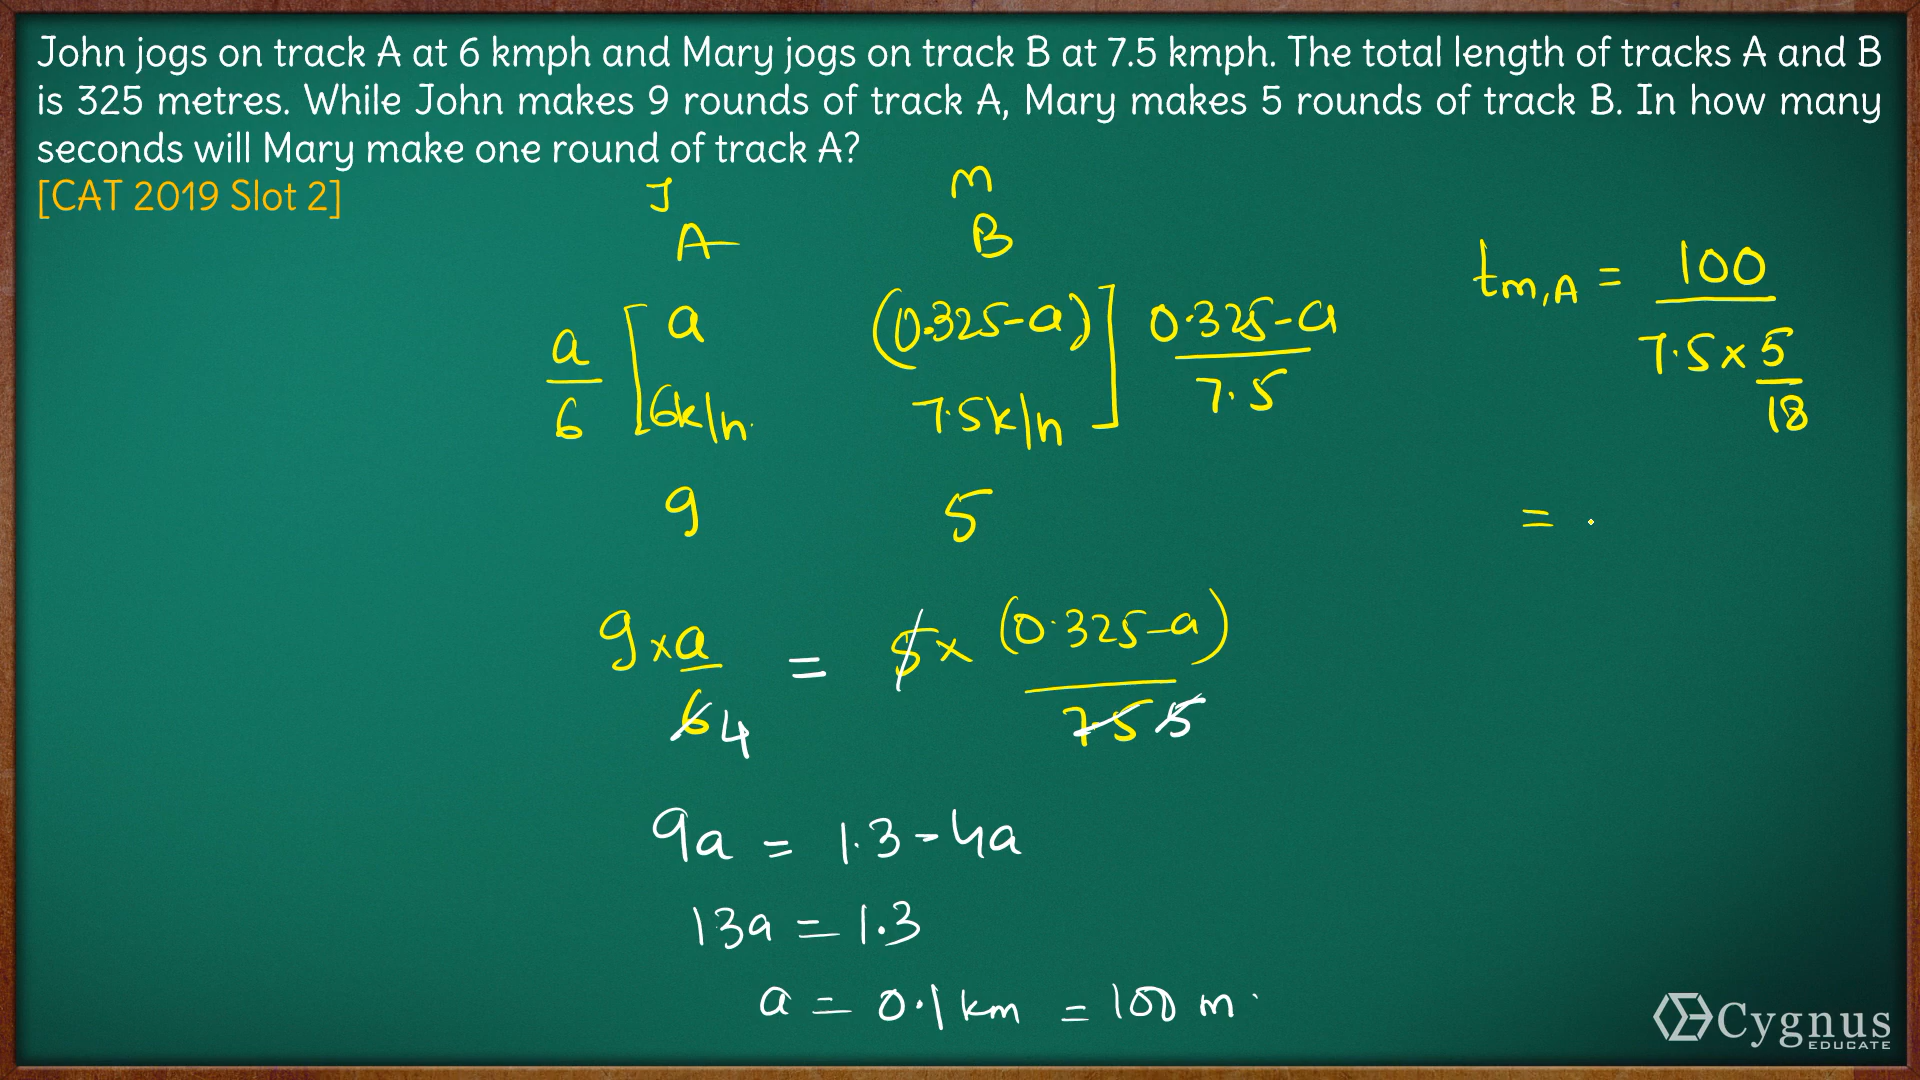 John jogs on track A at 6 kmph and Mary jogs on track B at 7.5 kmph. The total length of tracks A and B
is 325 metres. While John makes 9 rounds of track A, Mary makes 5 rounds of track B. In how many
seconds will Mary make one round of track A?
[CAT 2019 Slot 2]
J M
A B
a/6 [ a (0.325-a) ] 0.325-a/7.5
6k/h. 7.5k/h
9 5
9 x a/6 4 = 5 x (0.325-a)/7.5 5
9a = 1.3-4a
13a = 1.3
a = 0.1 km = 100 m.
tm,A = 100/7.5 x 5/18
= .
Cygnus
EDUCATE